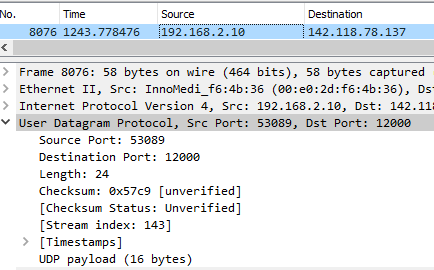 No. Time Source Destination
8076 1243.778476 192.168.2.10 142.118.78.137
Frame 8076: 58 bytes on wire (464 bits), 58 bytes captured
Ethernet II, Src: InnoMedi_f6:4b:36 (00:e0:2d:f6:4b:36), Ds
Internet Protocol Version 4, Src: 192.168.2.10, Dst: 142.11
User Datagram Protocol, Src Port: 53089, Dst Port: 12000
Source Port: 53089
Destination Port: 12000
Length: 24
Checksum: 0x57c9 [unverified]
[Checksum Status: Unverified]
[Stream index: 143]
[Timestamps]
UDP payload (16 bytes)